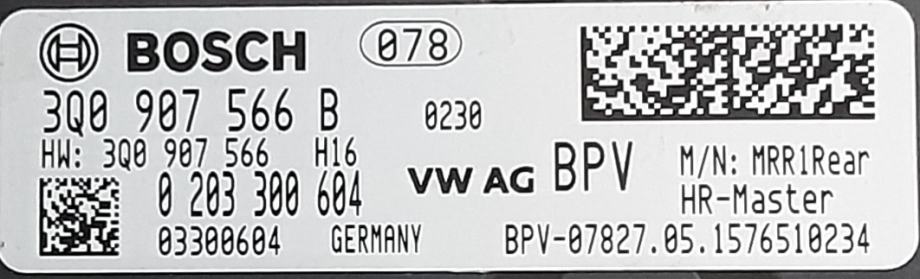 BOSCH 078
3Q0 907 566 B 0230
HW: 3Q0 907 566 H16
VW AG BPV M/N: MRR1Rear
0 203 300 604 HR-Master
03300604 GERMANY BPV-07827.05.1576510234